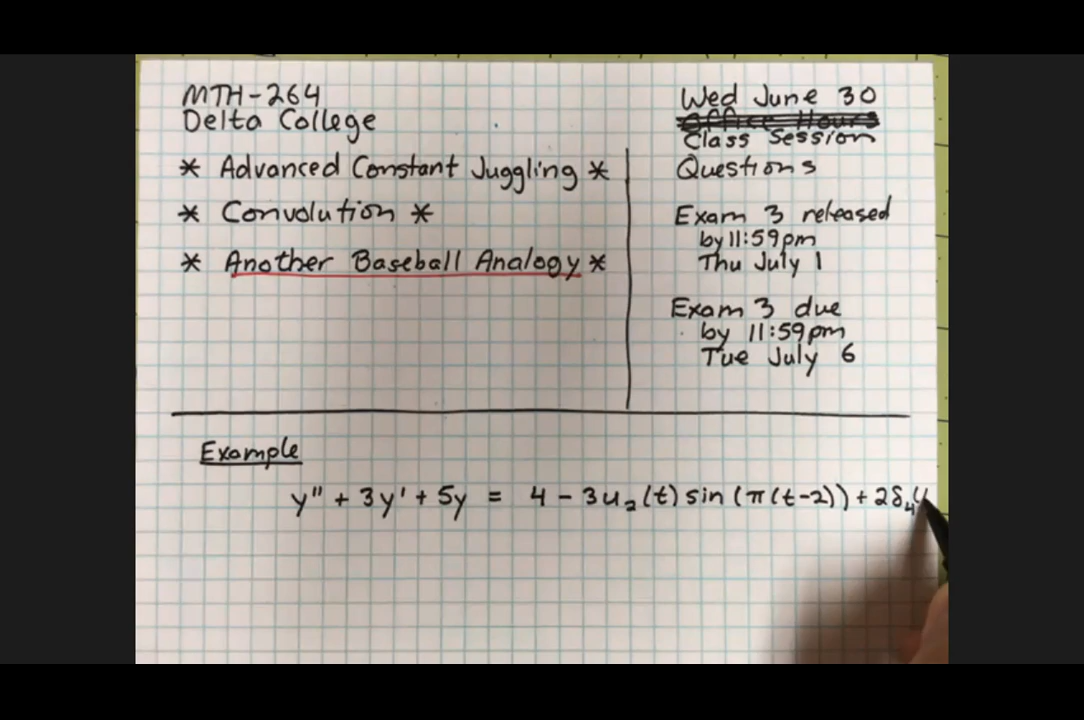 MTH-264
Delta College
* Advanced Constant Juggling *
* Convolution *
* Another Baseball Analogy *
Wed June 30
Office Hours
Class Session
Questions
Exam 3 released
by 11:59pm
Thu July 1
Exam 3 due
by 11:59pm
Tue July 6
Example
y'' + 3y' + 5y = 4 - 3u₂(t) sin(π(t-2)) + 2δ₄